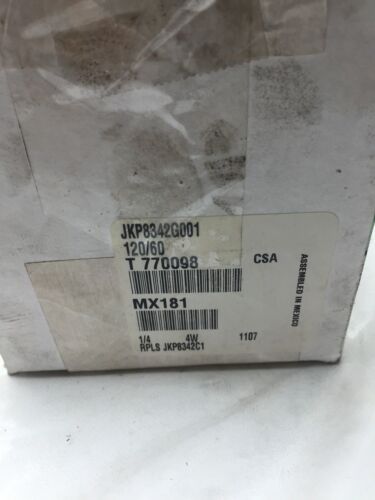 JKP8342G001
120/60
T 770098
CSA
MX181
1/4 4W 1107
RPLS JKP8342C1
ASSEMBLED IN MEXICO